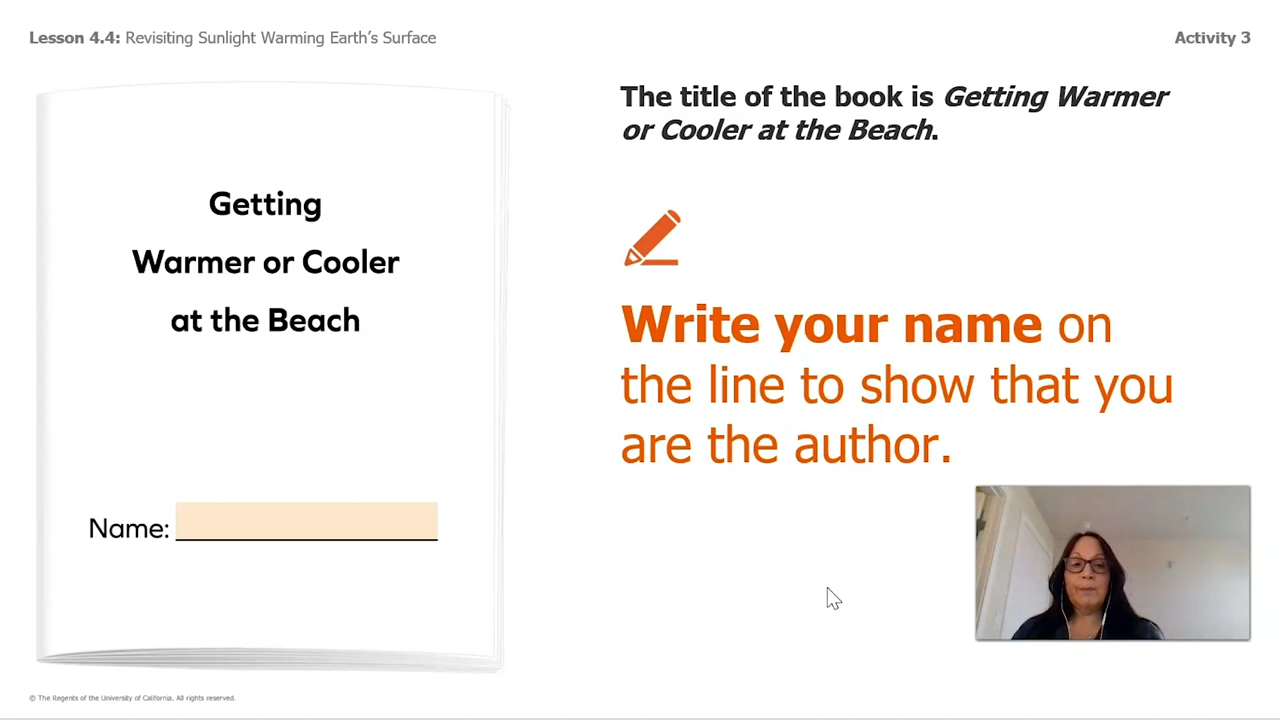 Lesson 4.4: Revisiting Sunlight Warming Earth's Surface
Activity 3
Getting
Warmer or Cooler
at the Beach
Name:
The title of the book is Getting Warmer
or Cooler at the Beach.
Write your name on
the line to show that you
are the author.
© The Regents of the University of California. All rights reserved.